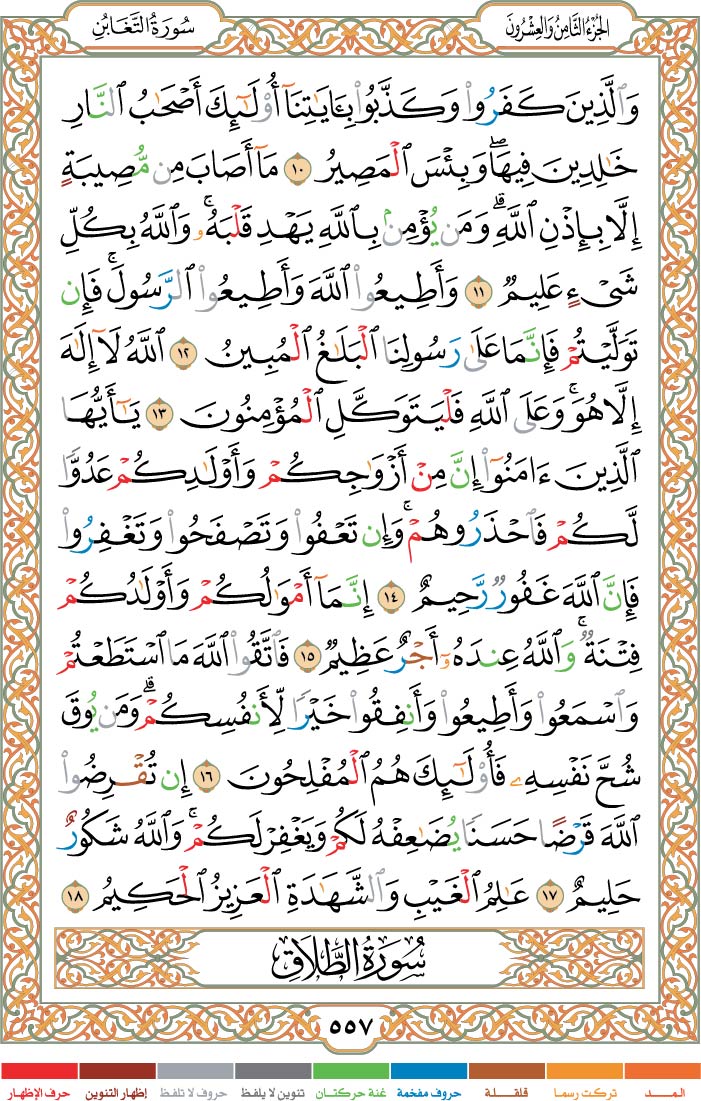 الجُزْءُ الثَّامِنُ وَالْعِشْرُونَ
سُورَةُ التَّغَابُنِ
وَٱلَّذِينَ كَفَرُوا۟ وَكَذَّبُوا۟ بِـَٔايَٰتِنَآ أُو۟لَٰٓئِكَ أَصْحَٰبُ ٱلنَّارِ
خَٰلِدِينَ فِيهَا ۖ وَبِئْسَ ٱلْمَصِيرُ ١٠ مَآ أَصَابَ مِن مُّصِيبَةٍ
إِلَّا بِإِذْنِ ٱللَّهِ ۗ وَمَن يُؤْمِنۢ بِٱللَّهِ يَهْدِ قَلْبَهُۥ ۚ وَٱللَّهُ بِكُلِّ
شَىْءٍ عَلِيمٌ ١١ وَأَطِيعُوا۟ ٱللَّهَ وَأَطِيعُوا۟ ٱلرَّسُولَ ۚ فَإِن
تَوَلَّيْتُمْ فَإِنَّمَا عَلَىٰ رَسُولِنَا ٱلْبَلَٰغُ ٱلْمُبِينُ ١٢ ٱللَّهُ لَآ إِلَٰهَ
إِلَّا هُوَ ۚ وَعَلَى ٱللَّهِ فَلْيَتَوَكَّلِ ٱلْمُؤْمِنُونَ ١٣ يَٰٓأَيُّهَا
ٱلَّذِينَ ءَامَنُوٓا۟ إِنَّ مِنْ أَزْوَٰجِكُمْ وَأَوْلَٰدِكُمْ عَدُوًّا
لَّكُمْ فَٱحْذَرُوهُمْ ۚ وَإِن تَعْفُوا۟ وَتَصْفَحُوا۟ وَتَغْفِرُوا۟
فَإِنَّ ٱللَّهَ غَفُورٌ رَّحِيمٌ ١٤ إِنَّمَآ أَمْوَٰلُكُمْ وَأَوْلَٰدُكُمْ
فِتْنَةٌ ۚ وَٱللَّهُ عِندَهُۥٓ أَجْرٌ عَظِيمٌ ١٥ فَٱتَّقُوا۟ ٱللَّهَ مَا ٱسْتَطَعْتُمْ
وَٱسْمَعُوا۟ وَأَطِيعُوا۟ وَأَنفِقُوا۟ خَيْرًا لِّأَنفُسِكُمْ ۗ وَمَن يُوقَ
شُحَّ نَفْسِهِۦ فَأُو۟لَٰٓئِكَ هُمُ ٱلْمُفْلِحُونَ ١٦ إِن تُقْرِضُوا۟
ٱللَّهَ قَرْضًا حَسَنًا يُضَٰعِفْهُ لَكُمْ وَيَغْفِرْ لَكُمْ ۚ وَٱللَّهُ شَكُورٌ
حَلِيمٌ ١٧ عَٰلِمُ ٱلْغَيْبِ وَٱلشَّهَٰدَةِ ٱلْعَزِيزُ ٱلْحَكِيمُ ١٨
سُورَةُ الطَّلَاقِ
٥٥٧
المـــد تركت رسما قلقـــلة حروف مفخمة غنة حركتـان تنوين لا يلفظ حروف لا تلفظ إظهار التنوين حرف الإظهار